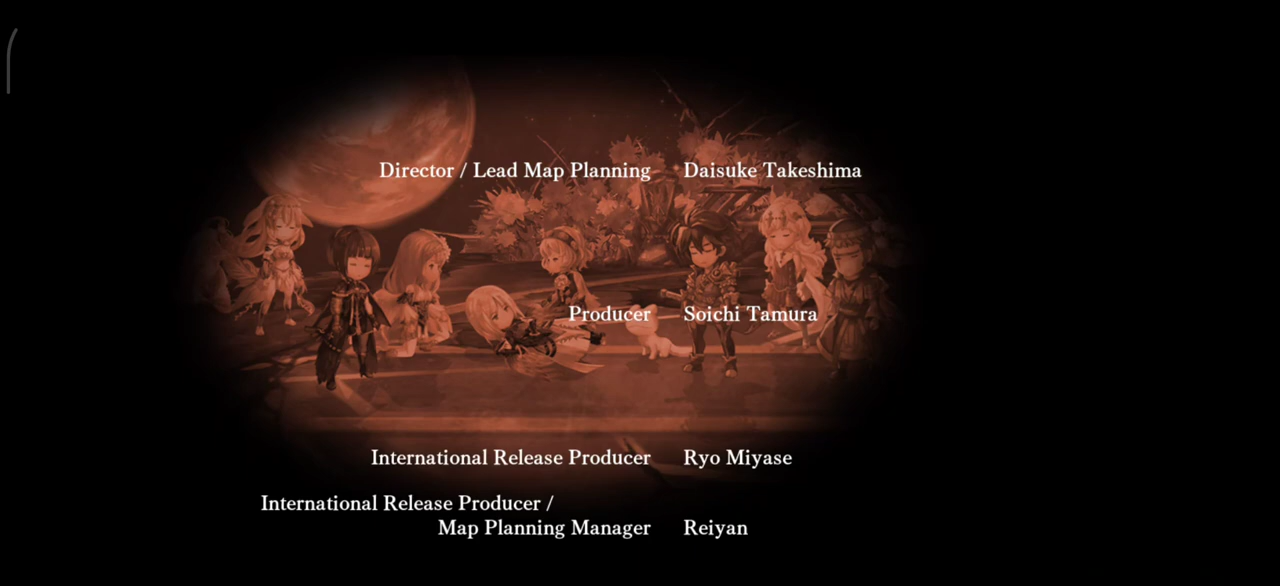 Director / Lead Map Planning Daisuke Takeshima
Producer Soichi Tamura
International Release Producer Ryo Miyase
International Release Producer /
Map Planning Manager Reiyan